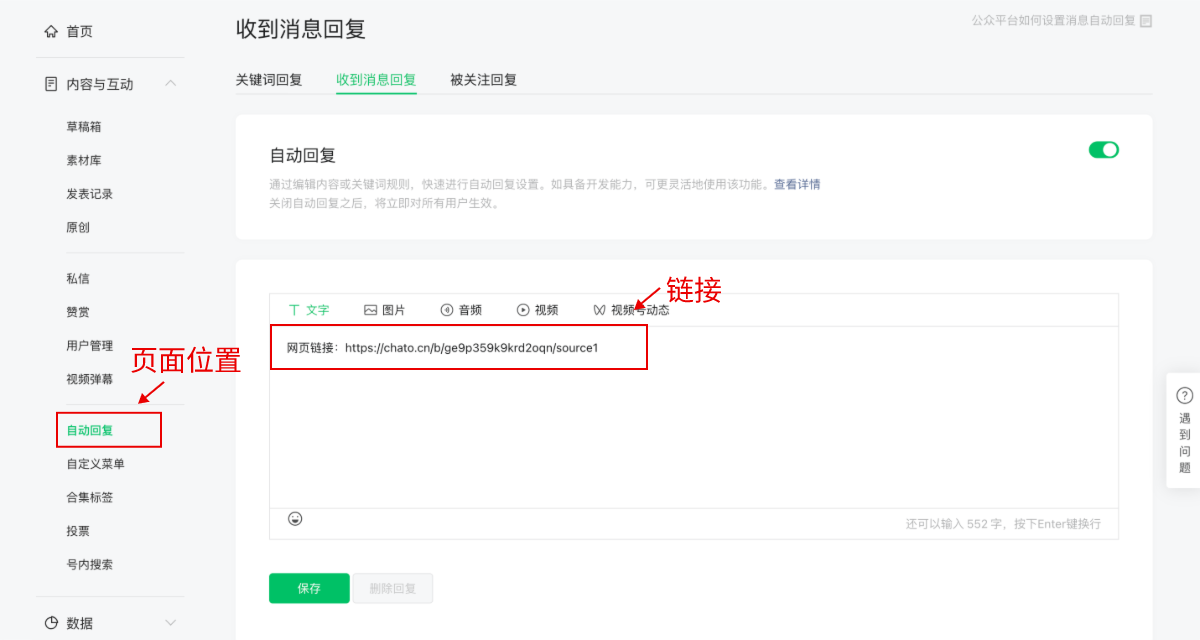 首页
内容与互动
草稿箱
素材库
发表记录
原创
私信
赞赏
用户管理
视频弹幕
页面位置
自动回复
自定义菜单
合集标签
投票
号内搜索
数据
收到消息回复
公众平台如何设置消息自动回复
关键词回复 收到消息回复 被关注回复
自动回复
通过编辑内容或关键词规则，快速进行自动回复设置。如具备开发能力，可更灵活地使用该功能。查看详情
关闭自动回复之后，将立即对所有用户生效。
链接
文字 图片 音频 视频 视频号动态
网页链接：https://chato.cn/b/ge9p359k9krd2oqn/source1
还可以输入 552 字，按下Enter键换行
保存 删除回复
遇
到
问
题